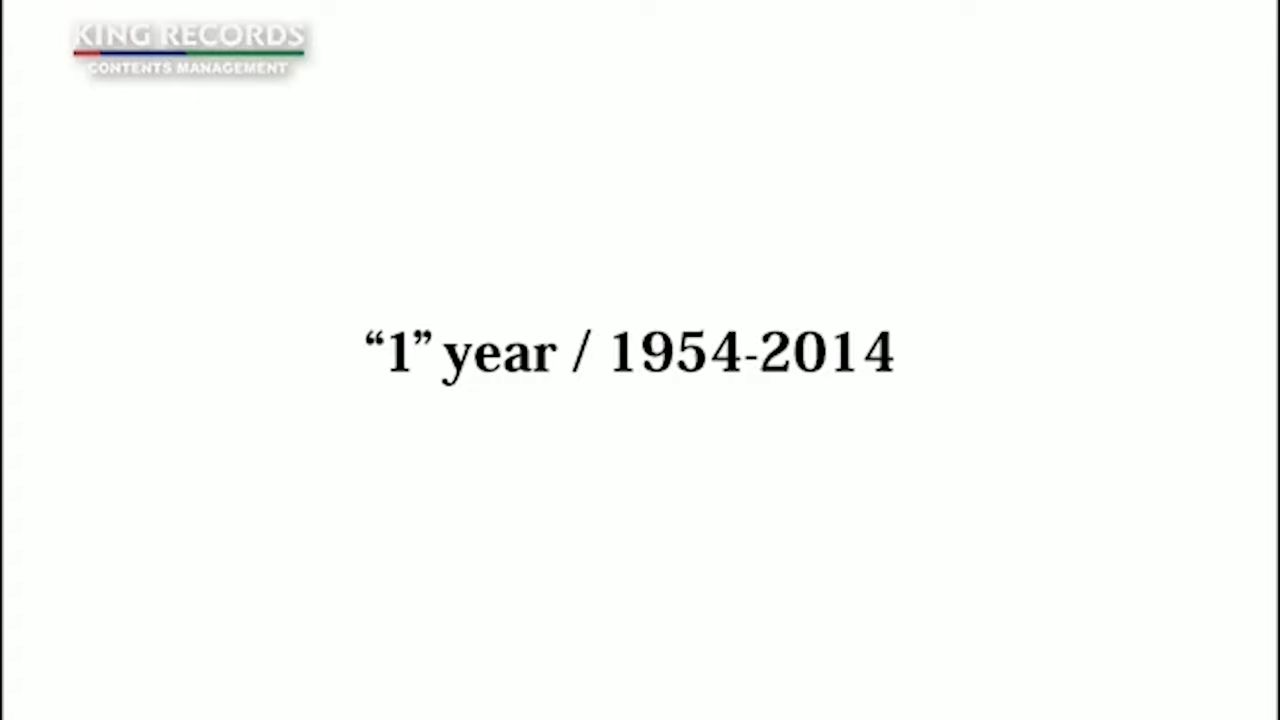 KING RECORDS
CONTENTS MANAGEMENT
“1” year / 1954-2014